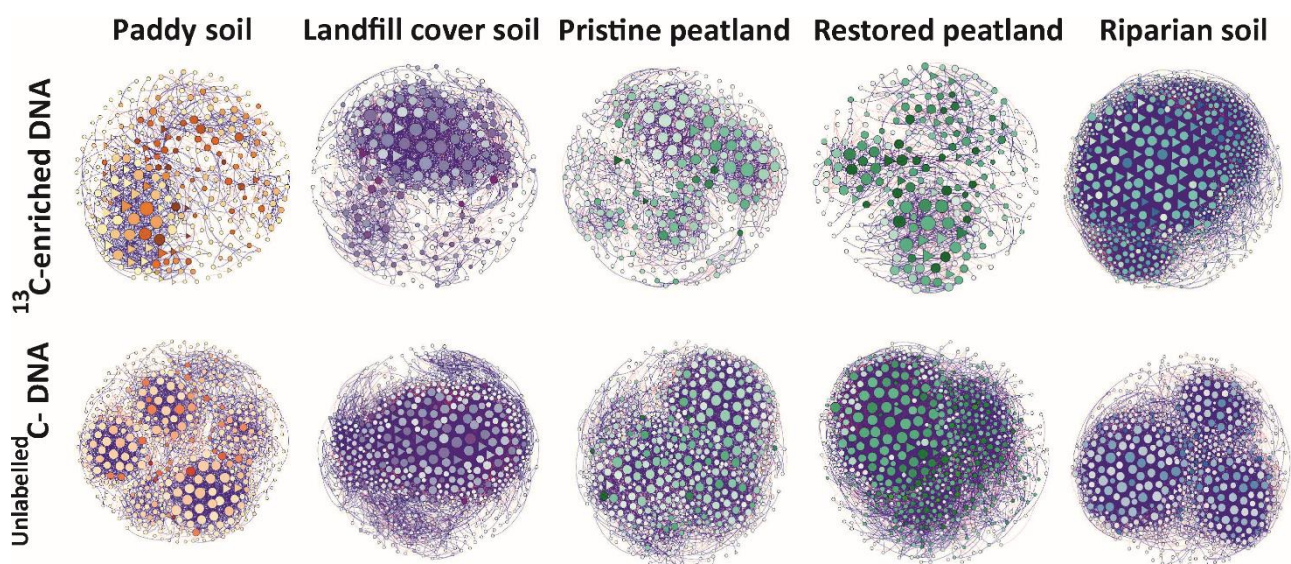 Paddy soil Landfill cover soil Pristine peatland Restored peatland Riparian soil
13C-enriched DNA
UnlabelledC- DNA